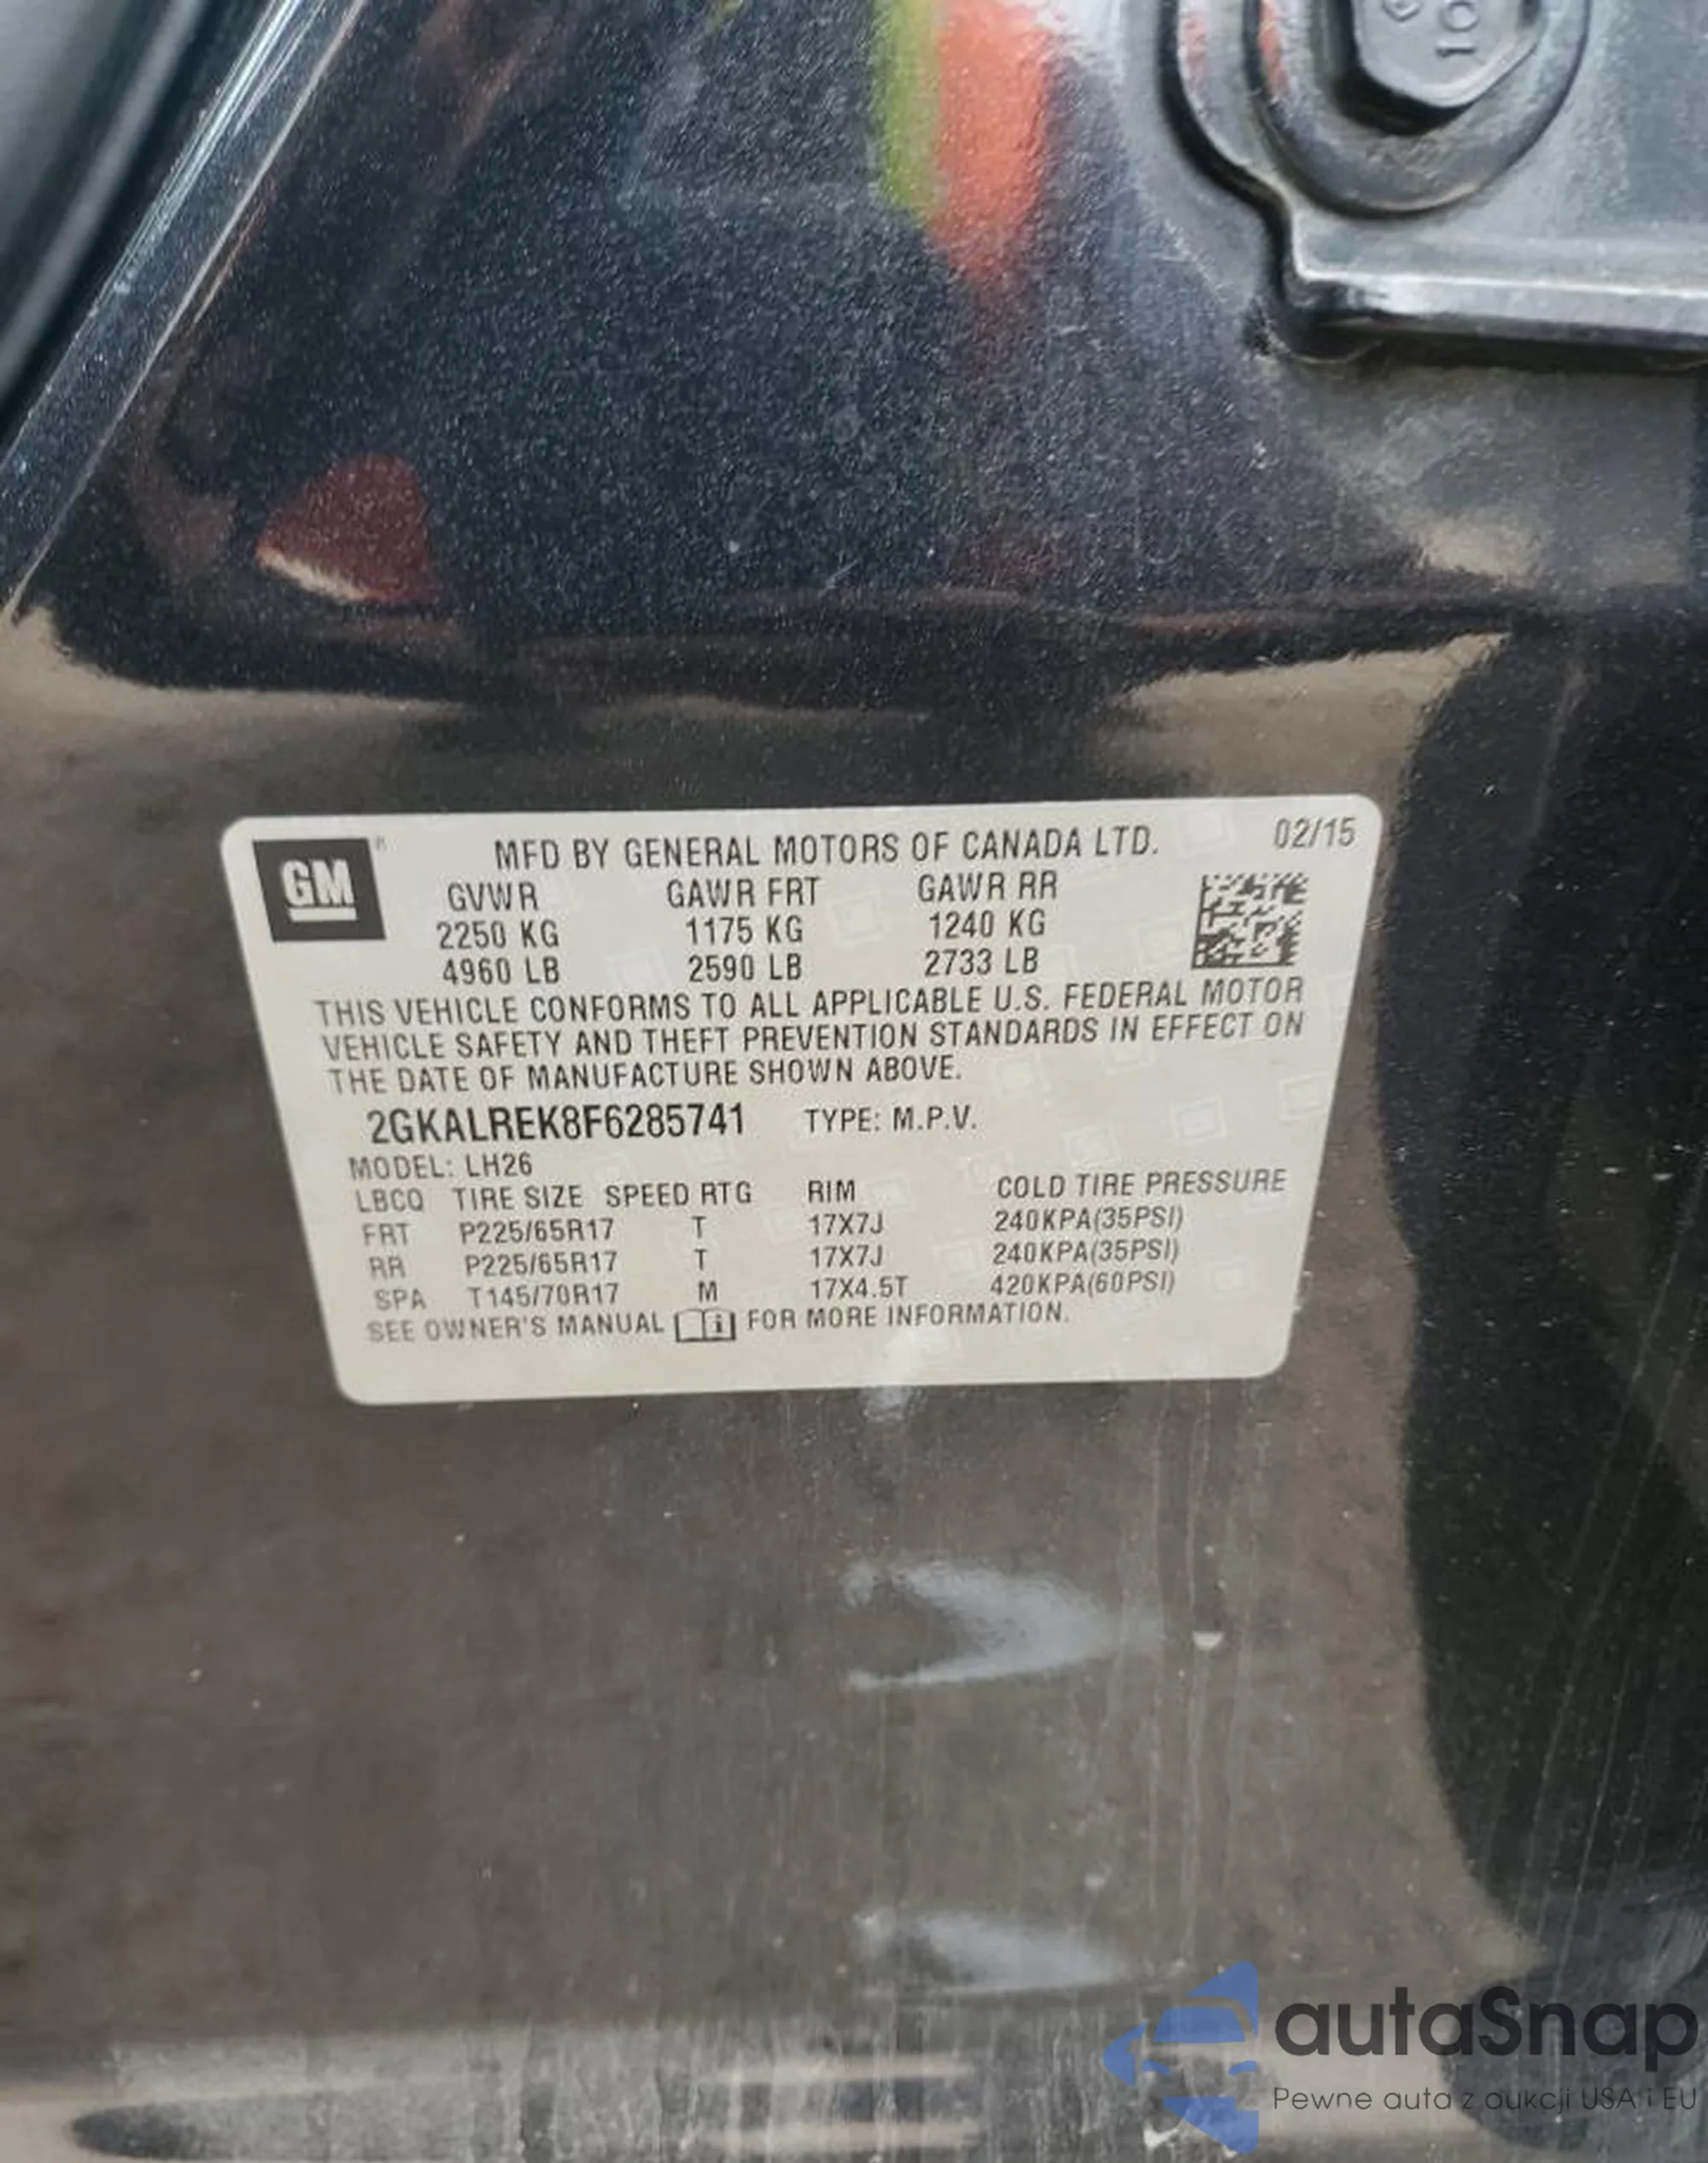 10
GM
®
MFD BY GENERAL MOTORS OF CANADA LTD. 02/15
GVWR GAWR FRT GAWR RR
2250 KG 1175 KG 1240 KG
4960 LB 2590 LB 2733 LB
THIS VEHICLE CONFORMS TO ALL APPLICABLE U.S. FEDERAL MOTOR
VEHICLE SAFETY AND THEFT PREVENTION STANDARDS IN EFFECT ON
THE DATE OF MANUFACTURE SHOWN ABOVE.
2GKALREK8F6285741 TYPE: M.P.V.
MODEL: LH26
LBCQ TIRE SIZE SPEED RTG RIM COLD TIRE PRESSURE
FRT P225/65R17 T 17X7J 240KPA(35PSI)
RR P225/65R17 T 17X7J 240KPA(35PSI)
SPA T145/70R17 M 17X4.5T 420KPA(60PSI)
SEE OWNER'S MANUAL i FOR MORE INFORMATION.
autaSnap
Pewne auta z aukcji USA i EU